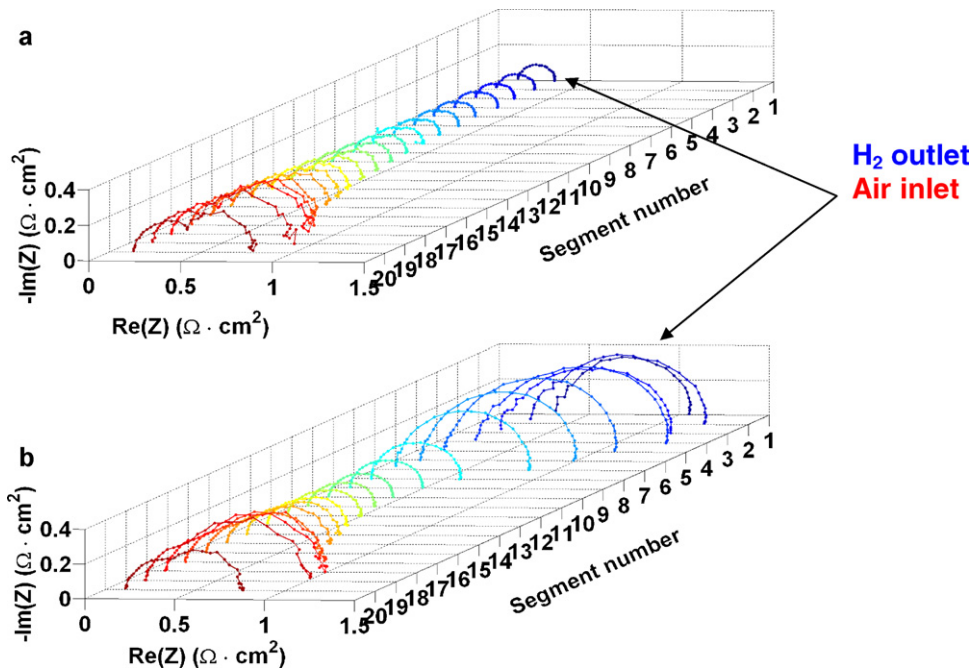 a
0.4
0.2
0
-Im(Z) (Ω · cm²)
0
0.5
1
1.5
Re(Z) (Ω · cm²)
20 19 18 17 16 15 14 13 12 11 10 9 8 7 6 5 4 3 2 1
Segment number
H₂ outlet
Air inlet
b
0.4
0.2
0
-Im(Z) (Ω · cm²)
0
0.5
1
1.5
Re(Z) (Ω · cm²)
20 19 18 17 16 15 14 13 12 11 10 9 8 7 6 5 4 3 2 1
Segment number